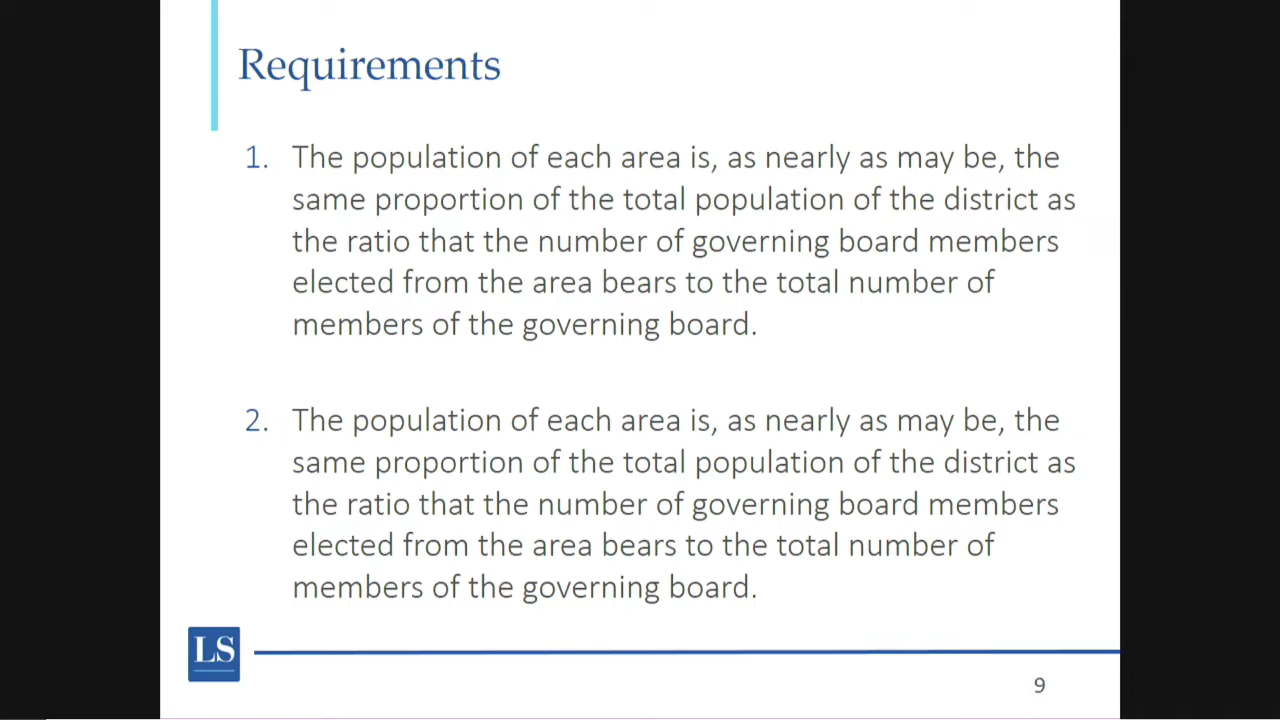 Requirements
1. The population of each area is, as nearly as may be, the
same proportion of the total population of the district as
the ratio that the number of governing board members
elected from the area bears to the total number of
members of the governing board.
2. The population of each area is, as nearly as may be, the
same proportion of the total population of the district as
the ratio that the number of governing board members
elected from the area bears to the total number of
members of the governing board.
LS
9